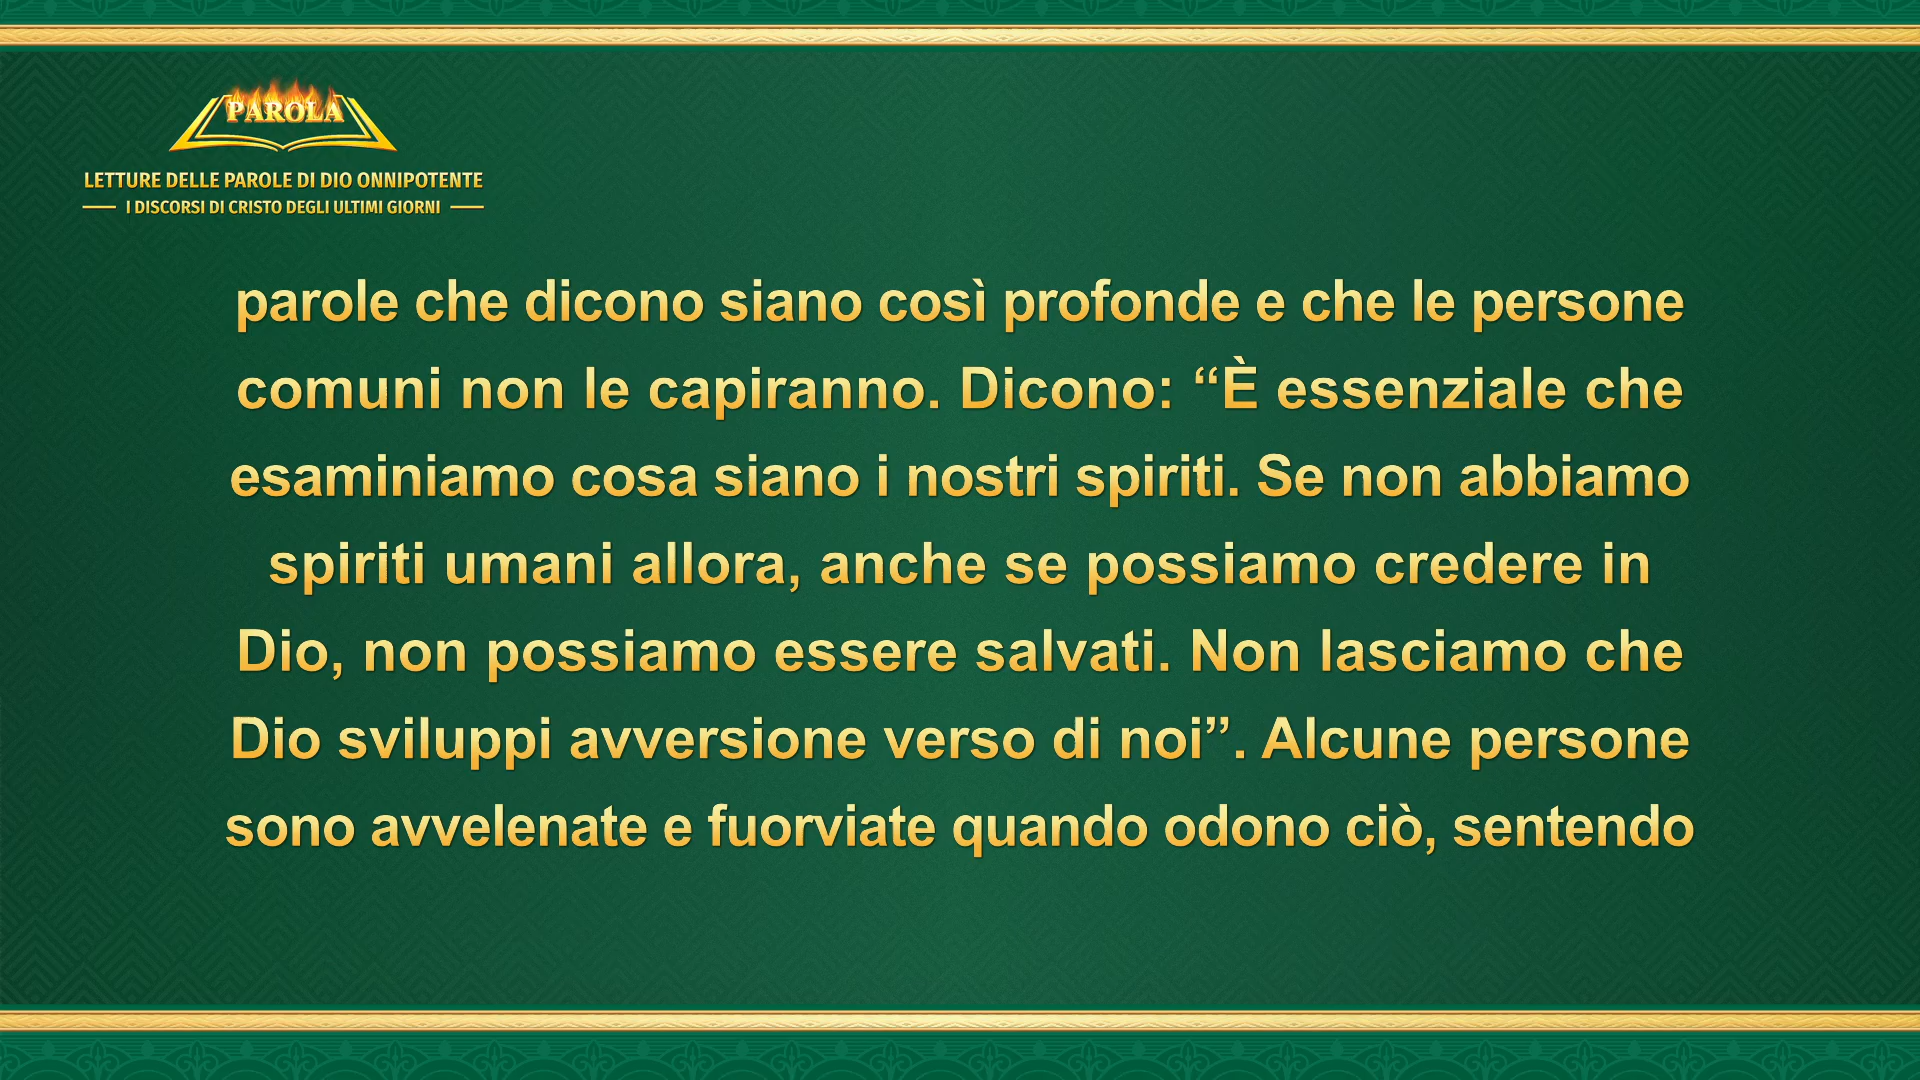 PAROLA
LETTURE DELLE PAROLE DI DIO ONNIPOTENTE
I DISCORSI DI CRISTO DEGLI ULTIMI GIORNI
parole che dicono siano così profonde e che le persone
comuni non le capiranno. Dicono: “È essenziale che
esaminiamo cosa siano i nostri spiriti. Se non abbiamo
spiriti umani allora, anche se possiamo credere in
Dio, non possiamo essere salvati. Non lasciamo che
Dio sviluppi avversione verso di noi”. Alcune persone
sono avvelenate e fuorviate quando odono ciò, sentendo